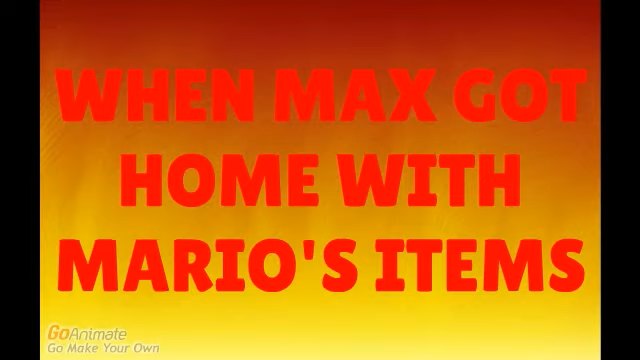 WHEN MAX GOT
HOME WITH
MARIO'S ITEMS
GoAnimate
Go Make Your Own